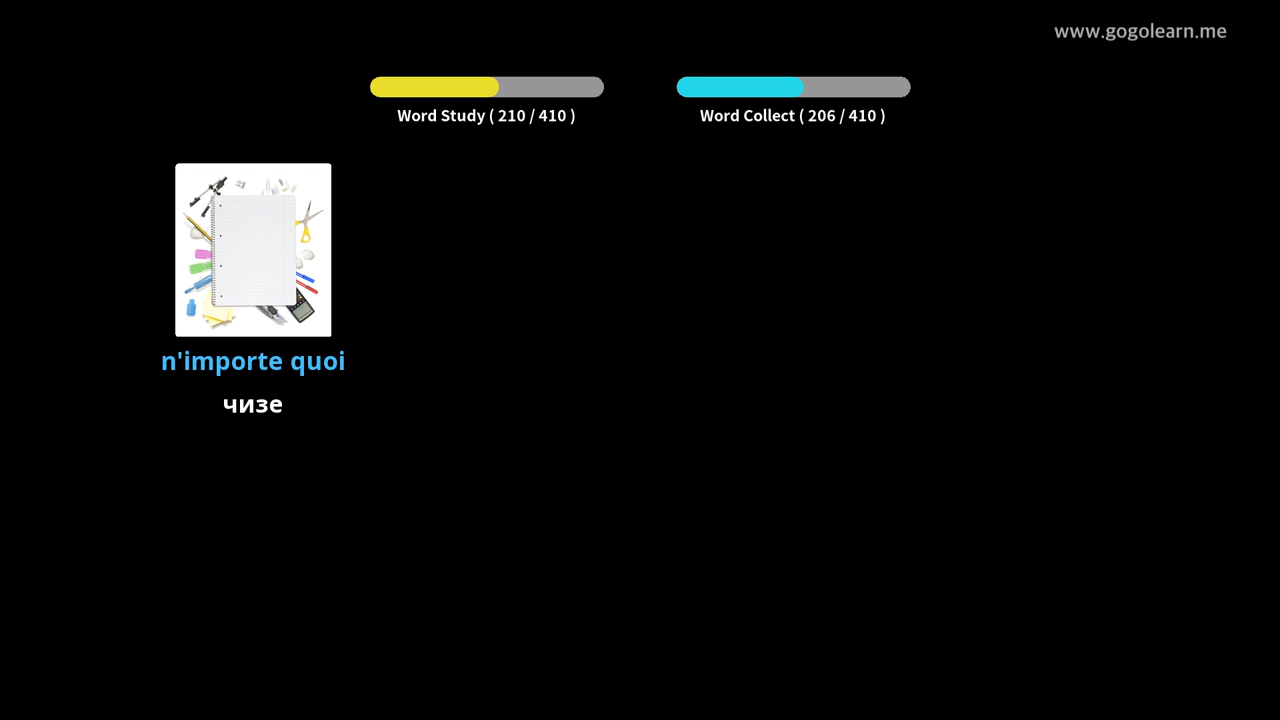 www.gogolearn.me
Word Study ( 210 / 410 )
Word Collect ( 206 / 410 )
n'importe quoi
чизе